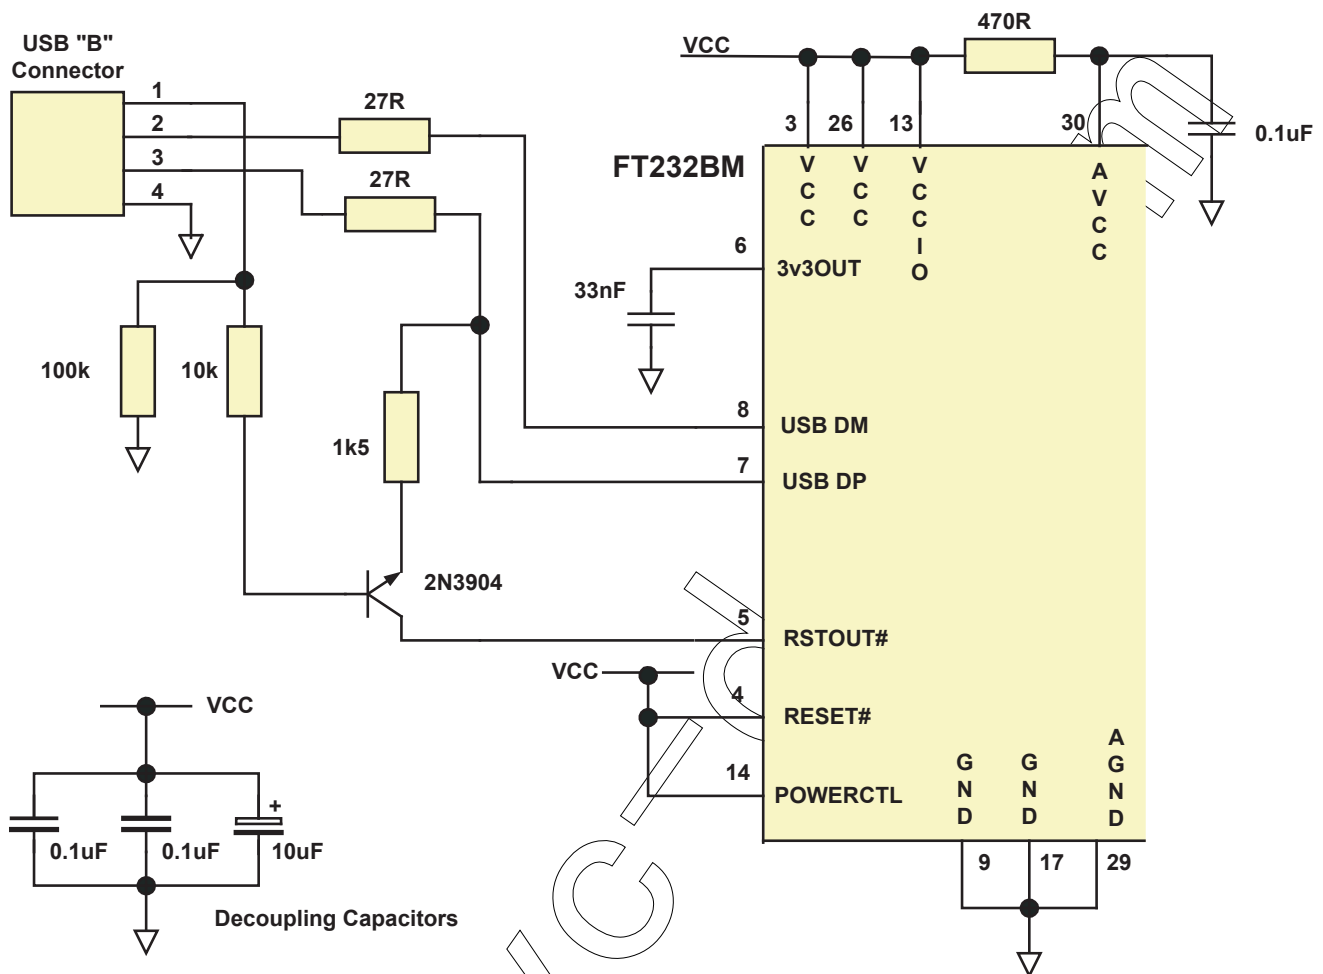 USB "B"
Connector
1
2
3
4
27R
27R
100k
10k
1k5
2N3904
VCC
470R
0.1uF
3
26
13
30
FT232BM
VCC
VCC
VCCIO
AVCC
6
3v3OUT
33nF
8
USB DM
7
USB DP
5
RSTOUT#
VCC
4
RESET#
14
POWERCTL
GND
GND
AGND
9
17
29
VCC
+
0.1uF
0.1uF
10uF
Decoupling Capacitors